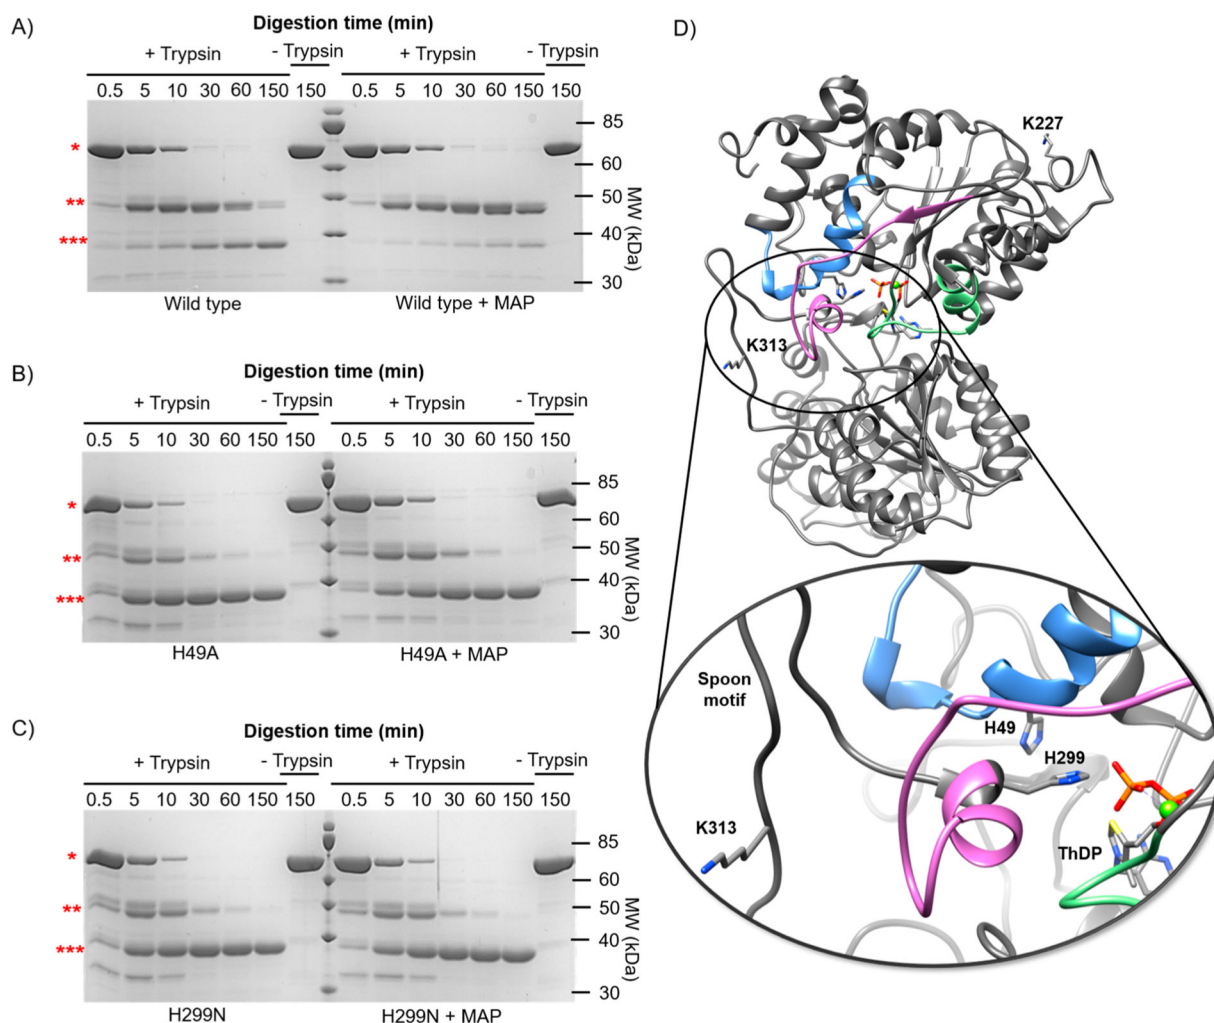 A)
Digestion time (min)
+ Trypsin - Trypsin + Trypsin - Trypsin
0.5 5 10 30 60 150 150 0.5 5 10 30 60 150 150
* 85
60
** 50
*** 40
30
MW (kDa)
Wild type Wild type + MAP
B)
Digestion time (min)
+ Trypsin - Trypsin + Trypsin - Trypsin
0.5 5 10 30 60 150 150 0.5 5 10 30 60 150 150
* 85
60
** 50
*** 40
30
MW (kDa)
H49A H49A + MAP
C)
Digestion time (min)
+ Trypsin - Trypsin + Trypsin - Trypsin
0.5 5 10 30 60 150 150 0.5 5 10 30 60 150 150
* 85
60
** 50
*** 40
30
MW (kDa)
H299N H299N + MAP
D)
K227
K313
Spoon
motif
H49
H299
K313
ThDP